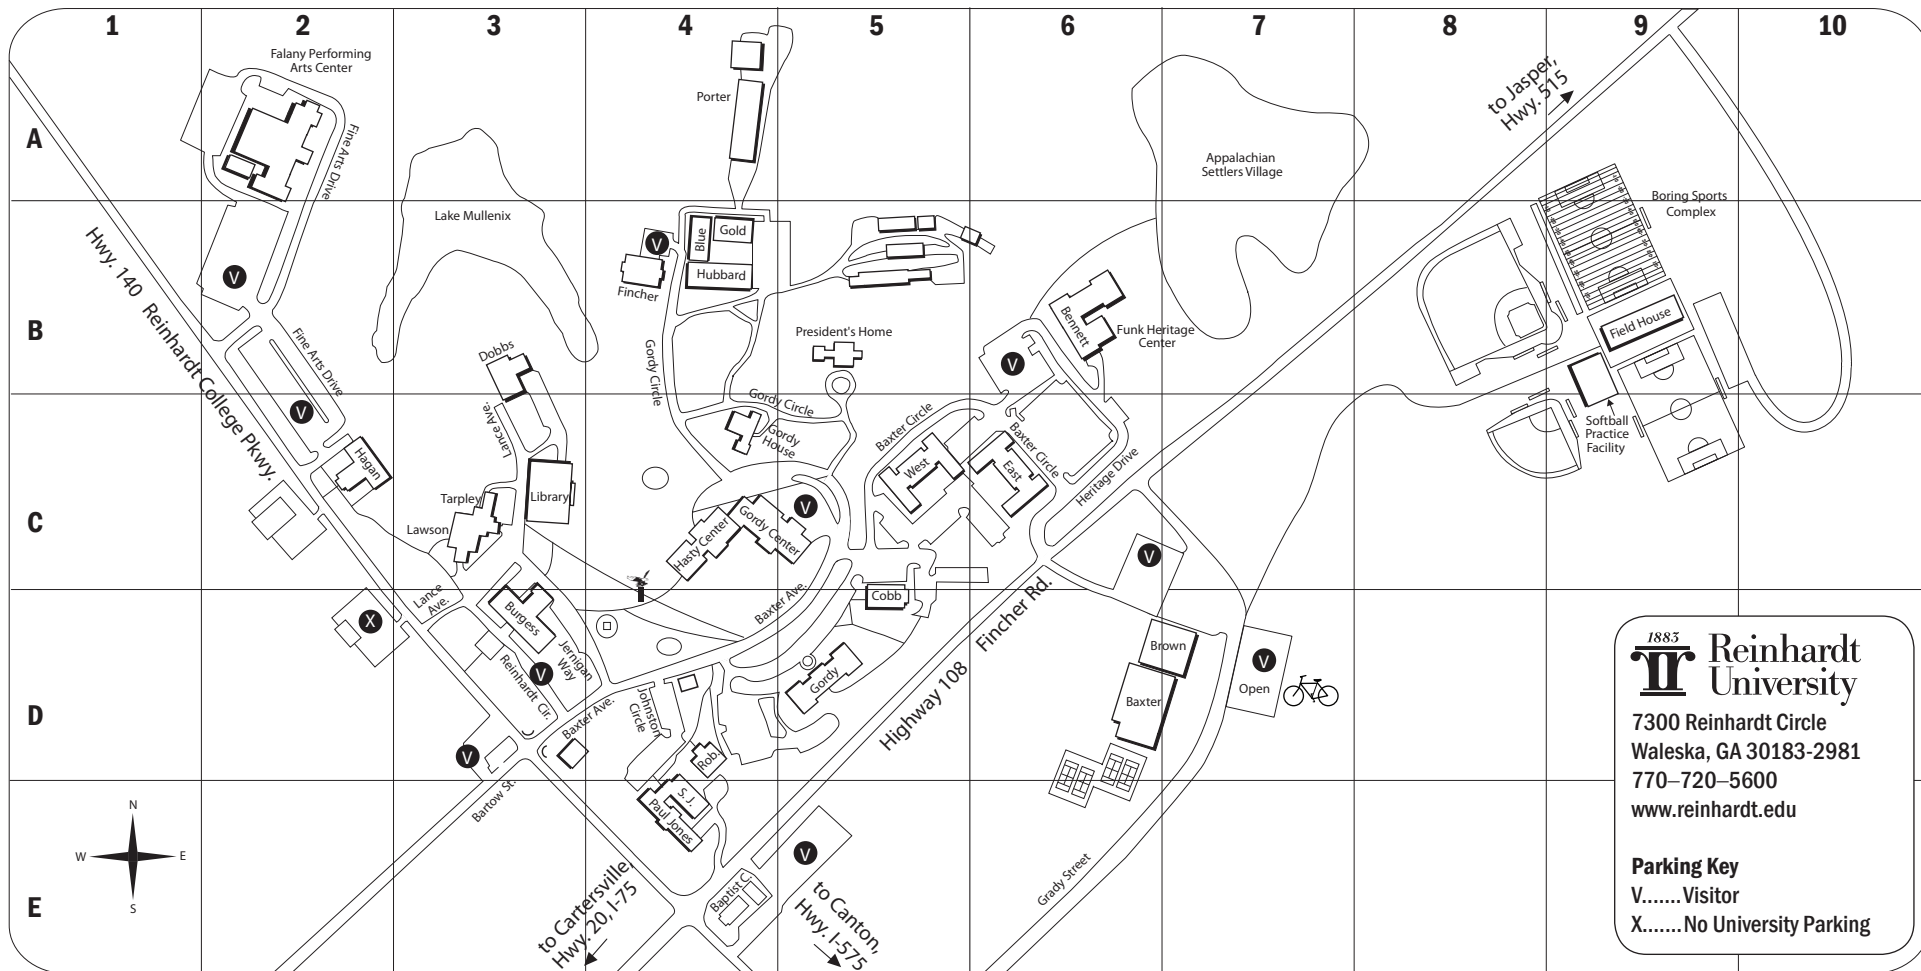 1
2
3
4
5
6
7
8
9
10
A
B
C
D
E
Falany Performing
Arts Center
Fine Arts Drive
Porter
Lake Mullenix
Appalachian
Settlers Village
to Jasper,
Hwy. 515
Boring Sports
Complex
Hwy. 140 Reinhardt College Pkwy.
V
V
Blue
Gold
Hubbard
Fincher
Fine Arts Drive
Dobbs
Gordy Circle
President's Home
Bennett
Funk Heritage
Center
V
Field House
V
Lance Ave.
Gordy Circle
Gordy
House
Baxter Circle
Baxter Circle
Softball
Practice
Facility
Hagan
Tarpley
Library
Lawson
West
East
Heritage Drive
V
Hasty Center
Gordy Center
V
Lance
Ave.
X
Burgess
Jernigan
Way
Reinhardt Cir.
V
Baxter Ave.
Cobb
Fincher Rd.
Highway 108
Brown
Baxter
V
Open
Gordy
Johnston
Circle
Baxter Ave.
V
Rob.
S.J.
Paul Jones
Bartow St.
N
W
E
S
V
Baptist C.
Grady Street
to Cartersville,
Hwy. 20, I-75
to Canton,
Hwy. I-575
1883
Reinhardt
University
7300 Reinhardt Circle
Waleska, GA 30183-2981
770–720–5600
www.reinhardt.edu
Parking Key
V.......Visitor
X.......No University Parking